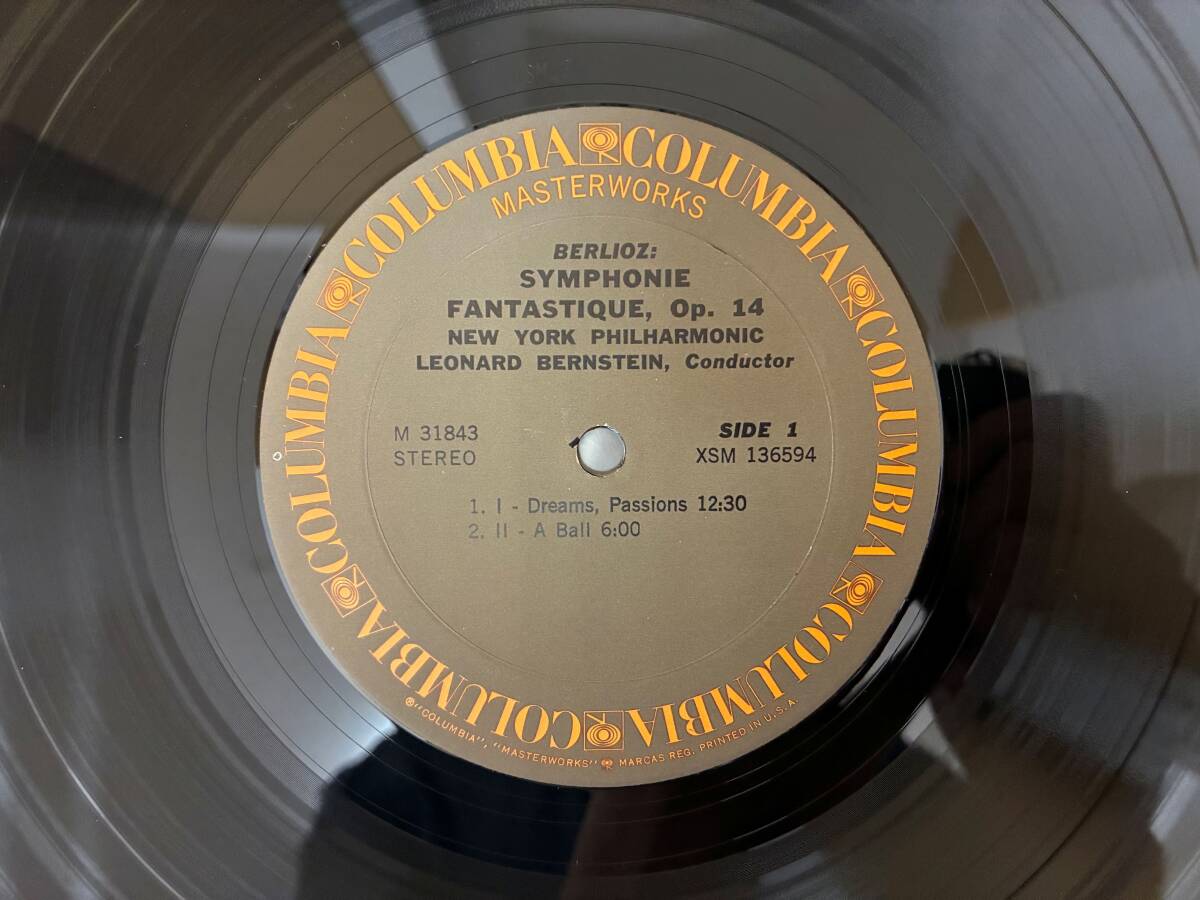 COLUMBIA COLUMBIA COLUMBIA COLUMBIA COLUMBIA COLUMBIA COLUMBIA COLUMBIA
MASTERWORKS
BERLIOZ:
SYMPHONIE
FANTASTIQUE, Op. 14
NEW YORK PHILHARMONIC
LEONARD BERNSTEIN, Conductor
M 31843
STEREO
SIDE 1
XSM 136594
1. I - Dreams, Passions 12:30
2. II - A Ball 6:00
®"COLUMBIA", "MASTERWORKS" MARCAS REG. PRINTED IN U.S.A.